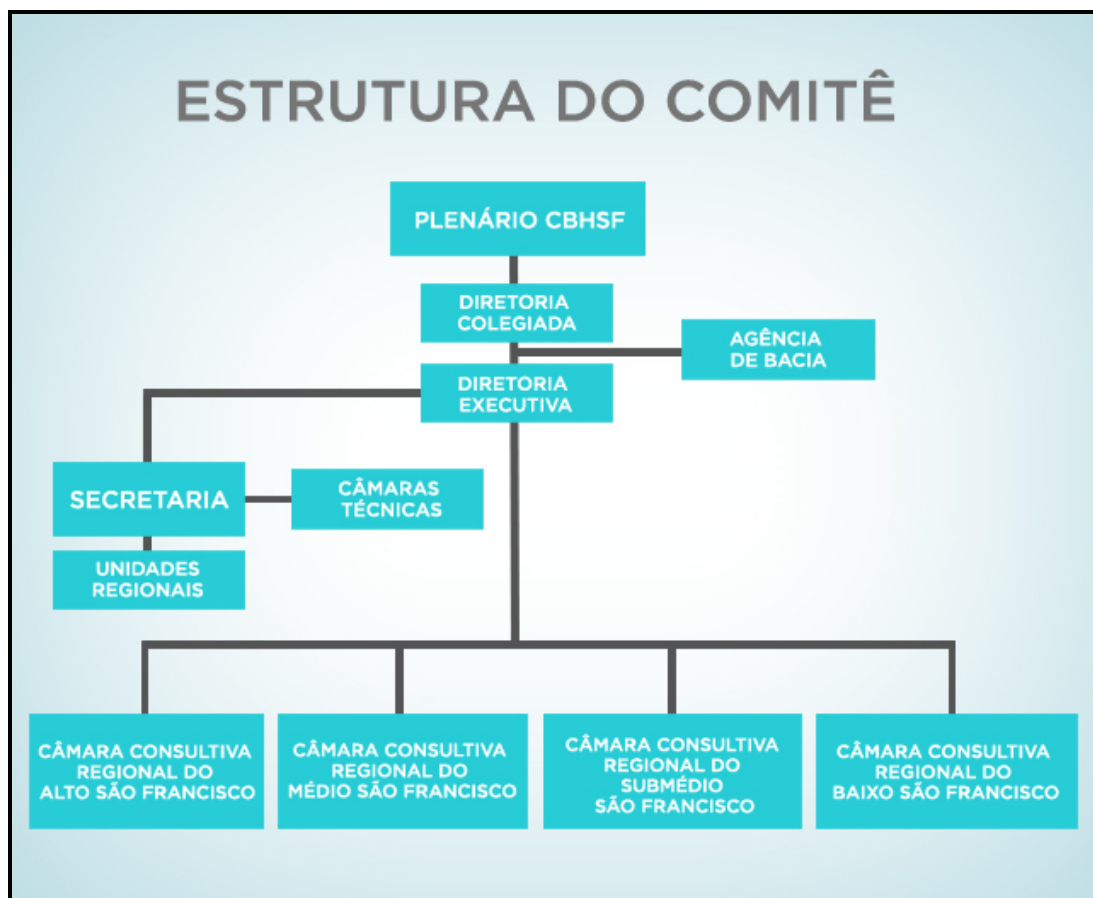 ESTRUTURA DO COMITÊ
PLENÁRIO CBHSF
DIRETORIA
COLEGIADA
AGÊNCIA
DE BACIA
DIRETORIA
EXECUTIVA
SECRETARIA
CÂMARAS
TÉCNICAS
UNIDADES
REGIONAIS
CÂMARA CONSULTIVA
REGIONAL DO
ALTO SÃO FRANCISCO
CÂMARA CONSULTIVA
REGIONAL DO
MÉDIO SÃO FRANCISCO
CÂMARA CONSULTIVA
REGIONAL DO
SUBMÉDIO
SÃO FRANCISCO
CÂMARA CONSULTIVA
REGIONAL DO
BAIXO SÃO FRANCISCO